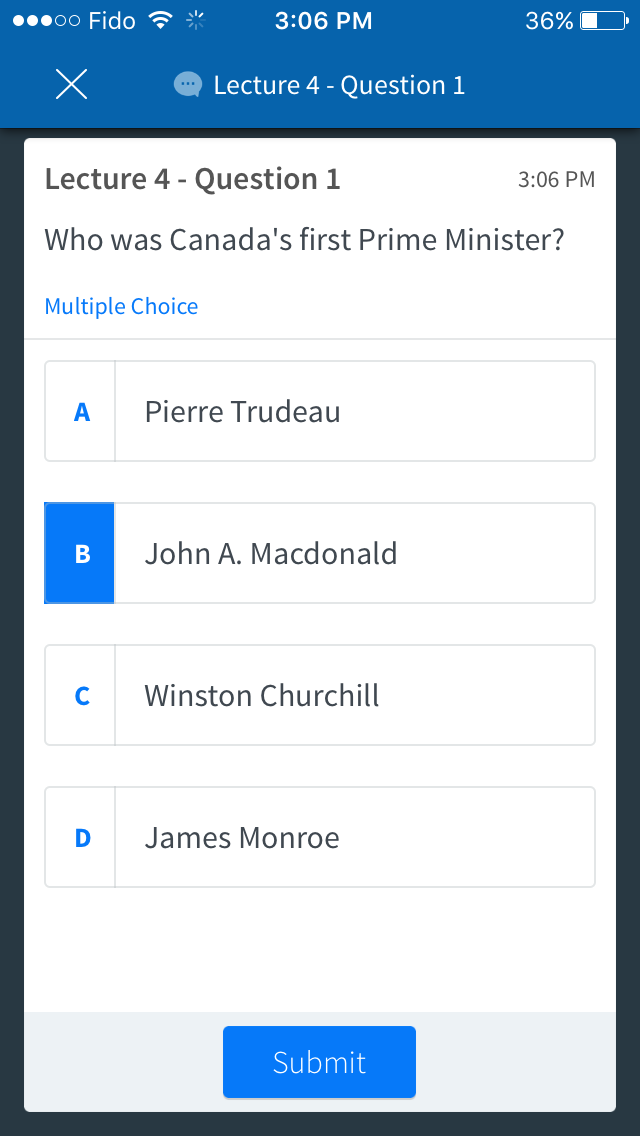 Fido 3:06 PM 36%
Lecture 4 - Question 1
Lecture 4 - Question 1 3:06 PM
Who was Canada's first Prime Minister?
Multiple Choice
A Pierre Trudeau
B John A. Macdonald
C Winston Churchill
D James Monroe
Submit